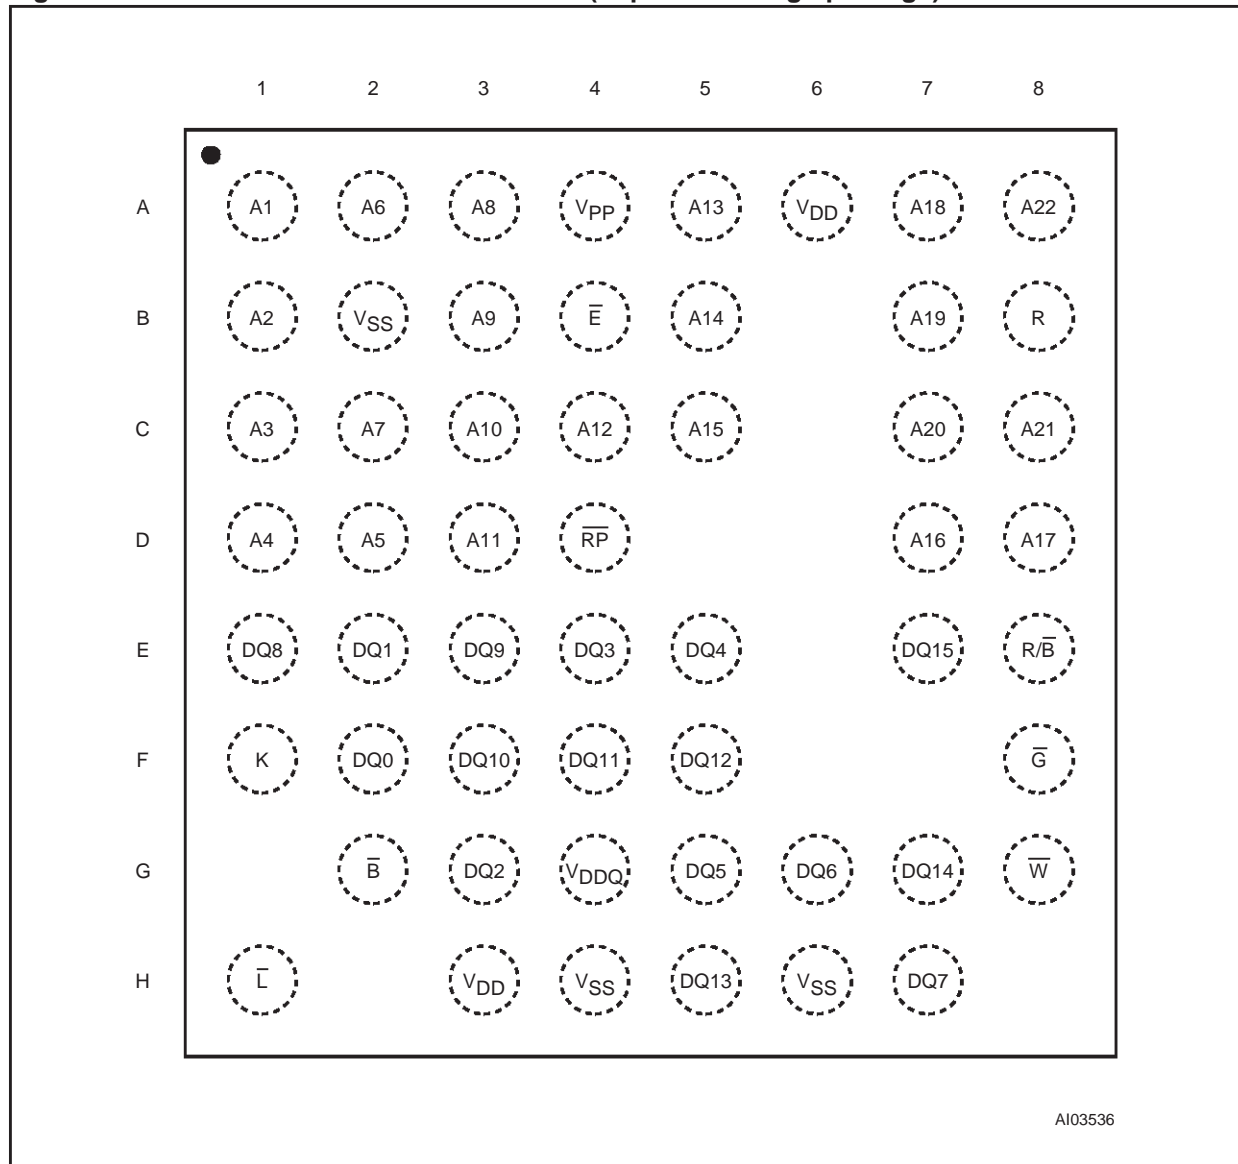 1 2 3 4 5 6 7 8
A A1 A6 A8 VPP A13 VDD A18 A22
B A2 VSS A9 E̅ A14 A19 R
C A3 A7 A10 A12 A15 A20 A21
D A4 A5 A11 R̅P̅ A16 A17
E DQ8 DQ1 DQ9 DQ3 DQ4 DQ15 R/B̅
F K DQ0 DQ10 DQ11 DQ12 G̅
G B̅ DQ2 VDDQ DQ5 DQ6 DQ14 W̅
H L̅ VDD VSS DQ13 VSS DQ7
AI03536